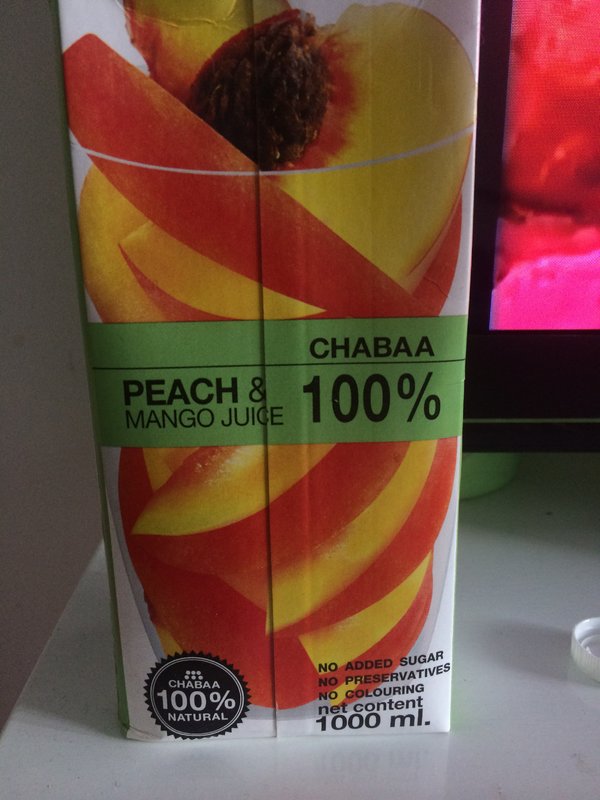 CHABAA
PEACH &
MANGO JUICE
100%
CHABAA
100%
NATURAL
NO ADDED SUGAR
NO PRESERVATIVES
NO COLOURING
net content
1000 ml.